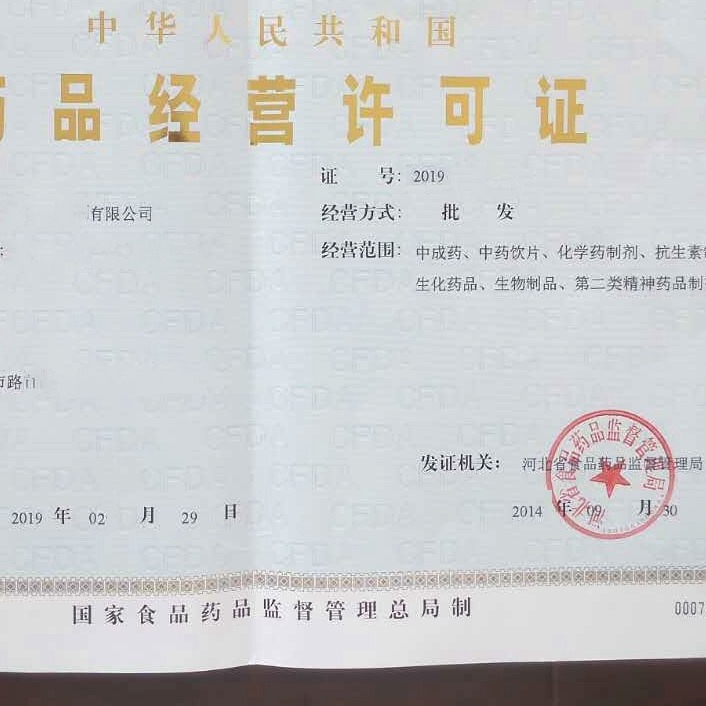 中华人民共和国
药品经营许可证
证 号：2019
有限公司
经营方式： 批 发
经营范围：中成药、中药饮片、化学药制剂、抗生素
生化药品、生物制品、第二类精神药品制
市路
发证机关：河北省食品药品监督管理局
河北省食品药品监督管理局
2019 年 02 月 29 日
2014 年 09 月 30
国家食品药品监督管理总局制
0007